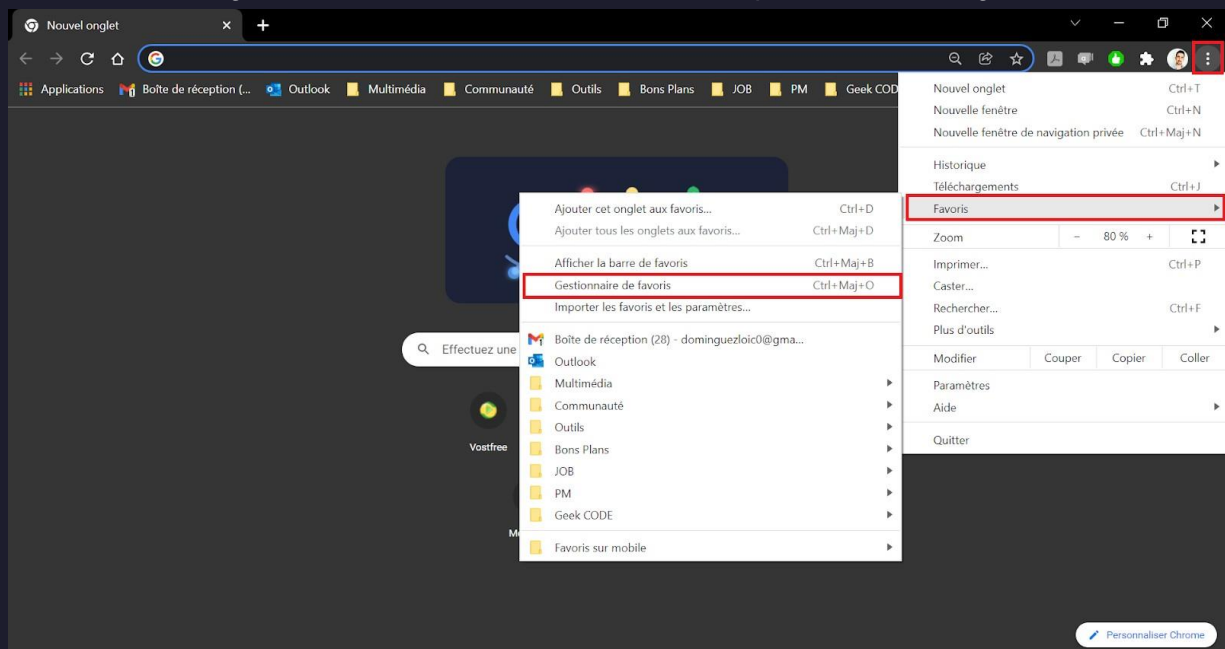 Nouvel onglet
Applications Boîte de réception (... Outlook Multimédia Communauté Outils Bons Plans JOB PM Geek COD
Nouvel onglet Ctrl+T
Nouvelle fenêtre Ctrl+N
Nouvelle fenêtre de navigation privée Ctrl+Maj+N
Historique
Téléchargements Ctrl+J
Favoris
Zoom - 80 % +
Imprimer... Ctrl+P
Caster...
Rechercher... Ctrl+F
Plus d'outils
Modifier Couper Copier Coller
Paramètres
Aide
Quitter
Ajouter cet onglet aux favoris... Ctrl+D
Ajouter tous les onglets aux favoris... Ctrl+Maj+D
Afficher la barre de favoris Ctrl+Maj+B
Gestionnaire de favoris Ctrl+Maj+O
Importer les favoris et les paramètres...
Boîte de réception (28) - dominguezloic0@gma...
Outlook
Multimédia
Communauté
Outils
Bons Plans
JOB
PM
Geek CODE
Favoris sur mobile
Effectuez une
Vostfree
Personnaliser Chrome